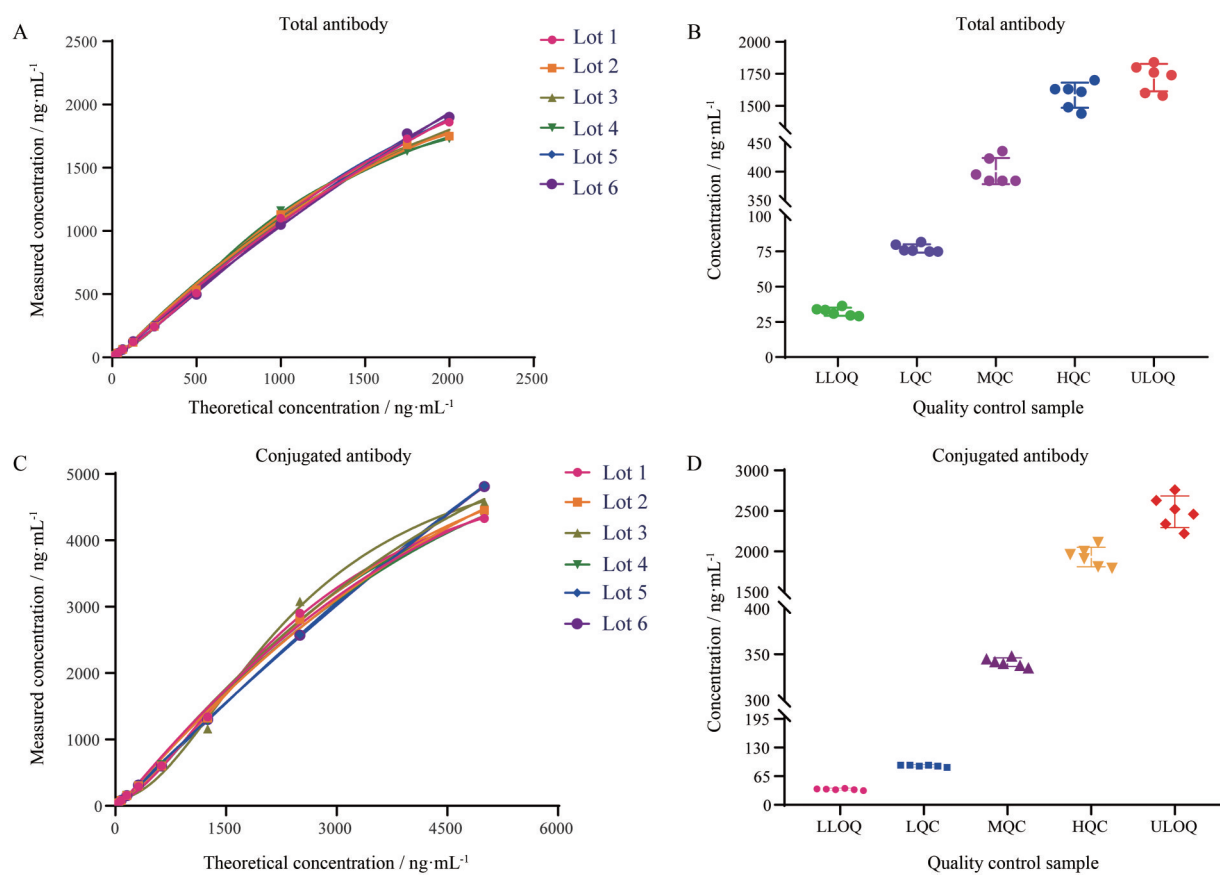 A
Total antibody
Measured concentration / ng·mL⁻¹
2500
2000
1500
1000
500
0
0 500 1000 1500 2000 2500
Theoretical concentration / ng·mL⁻¹
Lot 1
Lot 2
Lot 3
Lot 4
Lot 5
Lot 6
B
Total antibody
Concentration / ng·mL⁻¹
2000
1750
1500
450
400
350
100
75
50
25
0
LLOQ LQC MQC HQC ULOQ
Quality control sample
C
Conjugated antibody
Measured concentration / ng·mL⁻¹
5000
4000
3000
2000
1000
0
0 1500 3000 4500 6000
Theoretical concentration / ng·mL⁻¹
Lot 1
Lot 2
Lot 3
Lot 4
Lot 5
Lot 6
D
Conjugated antibody
Concentration / ng·mL⁻¹
3000
2500
2000
1500
400
350
300
195
130
65
0
LLOQ LQC MQC HQC ULOQ
Quality control sample